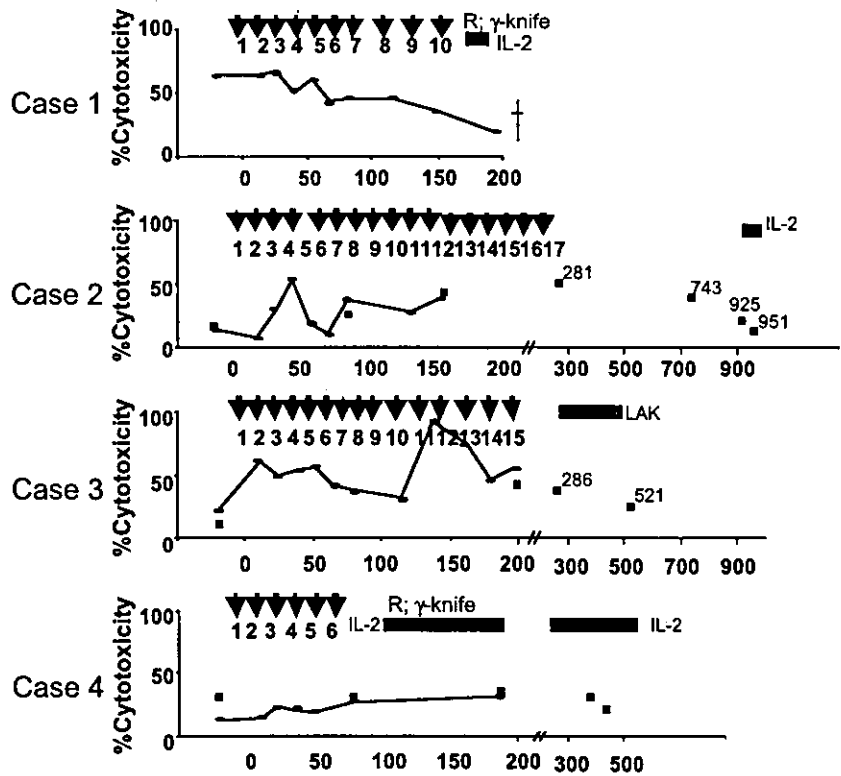 R; γ-knife
100
1 2 3 4 5 6 7 8 9 10
IL-2
Case 1
%Cytotoxicity
50
0
0 50 100 150 200
100
IL-2
1 2 3 4 5 6 7 8 9 10 11 12 13 14 15 16 17
Case 2
%Cytotoxicity
50
281
743
925
951
0
0 50 100 150 200 300 500 700 900
100
LAK
1 2 3 4 5 6 7 8 9 10 11 12 13 14 15
Case 3
%Cytotoxicity
50
286
521
0
0 50 100 150 200 300 500 700 900
R; γ-knife
100
1 2 3 4 5 6
IL-2
IL-2
Case 4
%Cytotoxicity
50
0
0 50 100 150 200 300 500